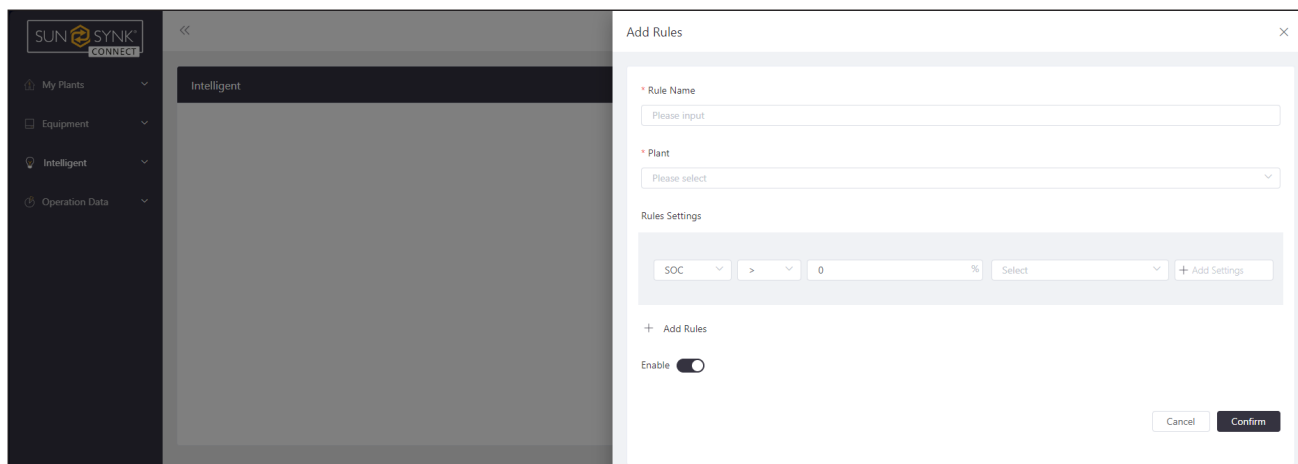 SUN SYNK®
CONNECT
My Plants
Equipment
Intelligent
Operation Data
Intelligent
Add Rules
* Rule Name
Please input
* Plant
Please select
Rules Settings
SOC > 0 % Select + Add Settings
+ Add Rules
Enable
Cancel Confirm